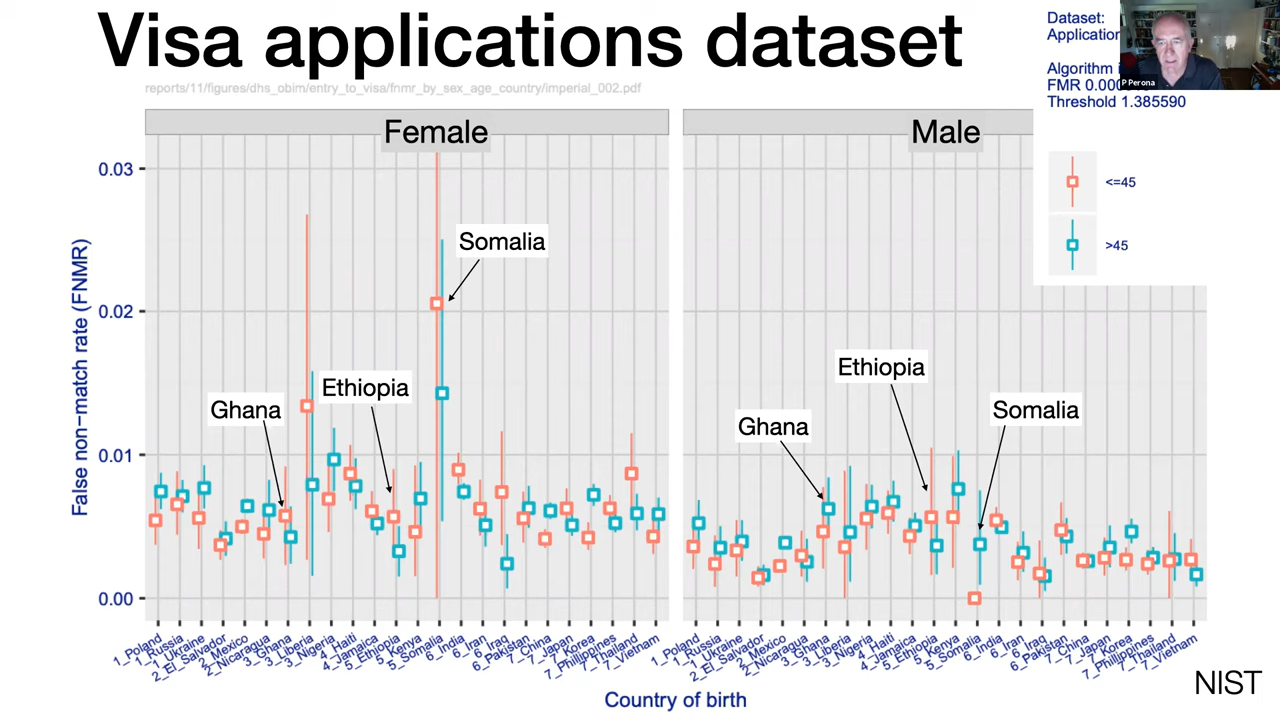 Visa applications dataset
reports/11/figures/dhs_obim/entry_to_visa/fnmr_by_sex_age_country/imperial_002.pdf
Dataset:
Application
Algorithm
FMR 0.000
Threshold 1.385590
P Perona
Female
Male
<=45
>45
False non−match rate (FNMR)
0.03
0.02
0.01
0.00
Somalia
Ethiopia
Ghana
Ethiopia
Somalia
Ghana
1_Poland
1_Russia
1_Ukraine
2_El_Salvador
2_Mexico
2_Nicaragua
3_Ghana
3_Liberia
3_Nigeria
4_Haiti
4_Jamaica
5_Ethiopia
5_Kenya
5_Somalia
6_India
6_Iran
6_Iraq
6_Pakistan
7_China
7_Japan
7_Korea
7_Philippines
7_Thailand
7_Vietnam
1_Poland
1_Russia
1_Ukraine
2_El_Salvador
2_Mexico
2_Nicaragua
3_Ghana
3_Liberia
3_Nigeria
4_Haiti
4_Jamaica
5_Ethiopia
5_Kenya
5_Somalia
6_India
6_Iran
6_Iraq
6_Pakistan
7_China
7_Japan
7_Korea
7_Philippines
7_Thailand
7_Vietnam
Country of birth
NIST